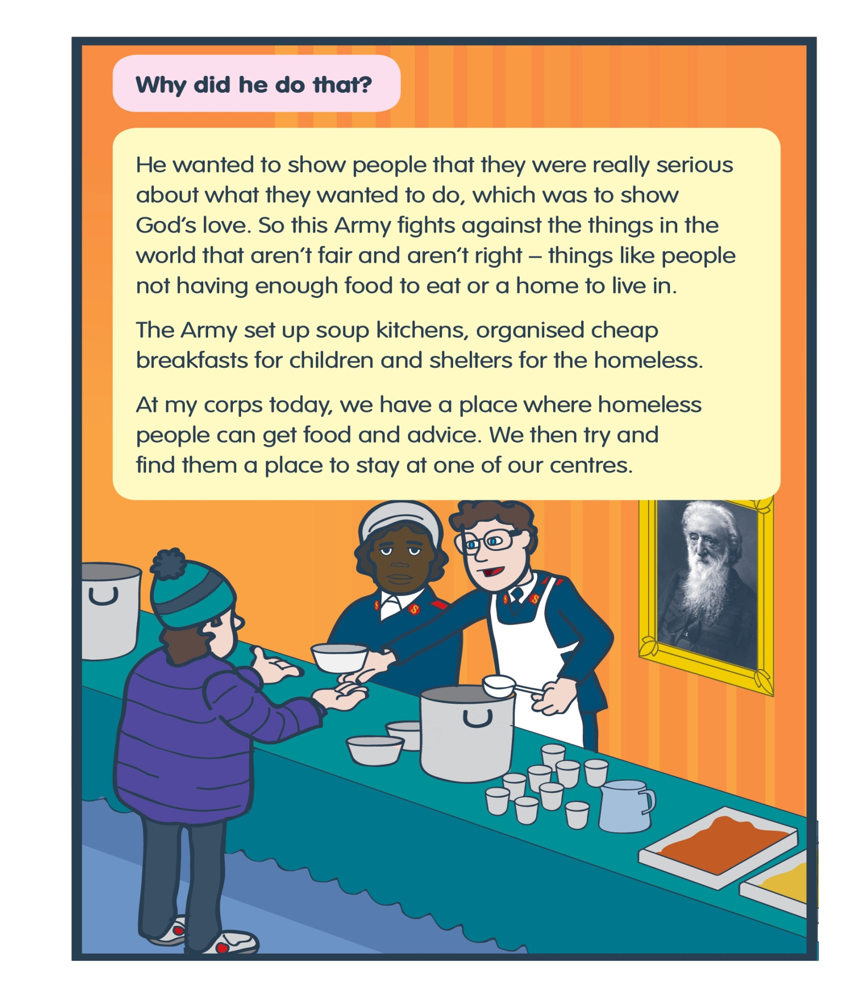 Why did he do that?
He wanted to show people that they were really serious
about what they wanted to do, which was to show
God’s love. So this Army fights against the things in the
world that aren’t fair and aren’t right – things like people
not having enough food to eat or a home to live in.
The Army set up soup kitchens, organised cheap
breakfasts for children and shelters for the homeless.
At my corps today, we have a place where homeless
people can get food and advice. We then try and
find them a place to stay at one of our centres.
S S
S S